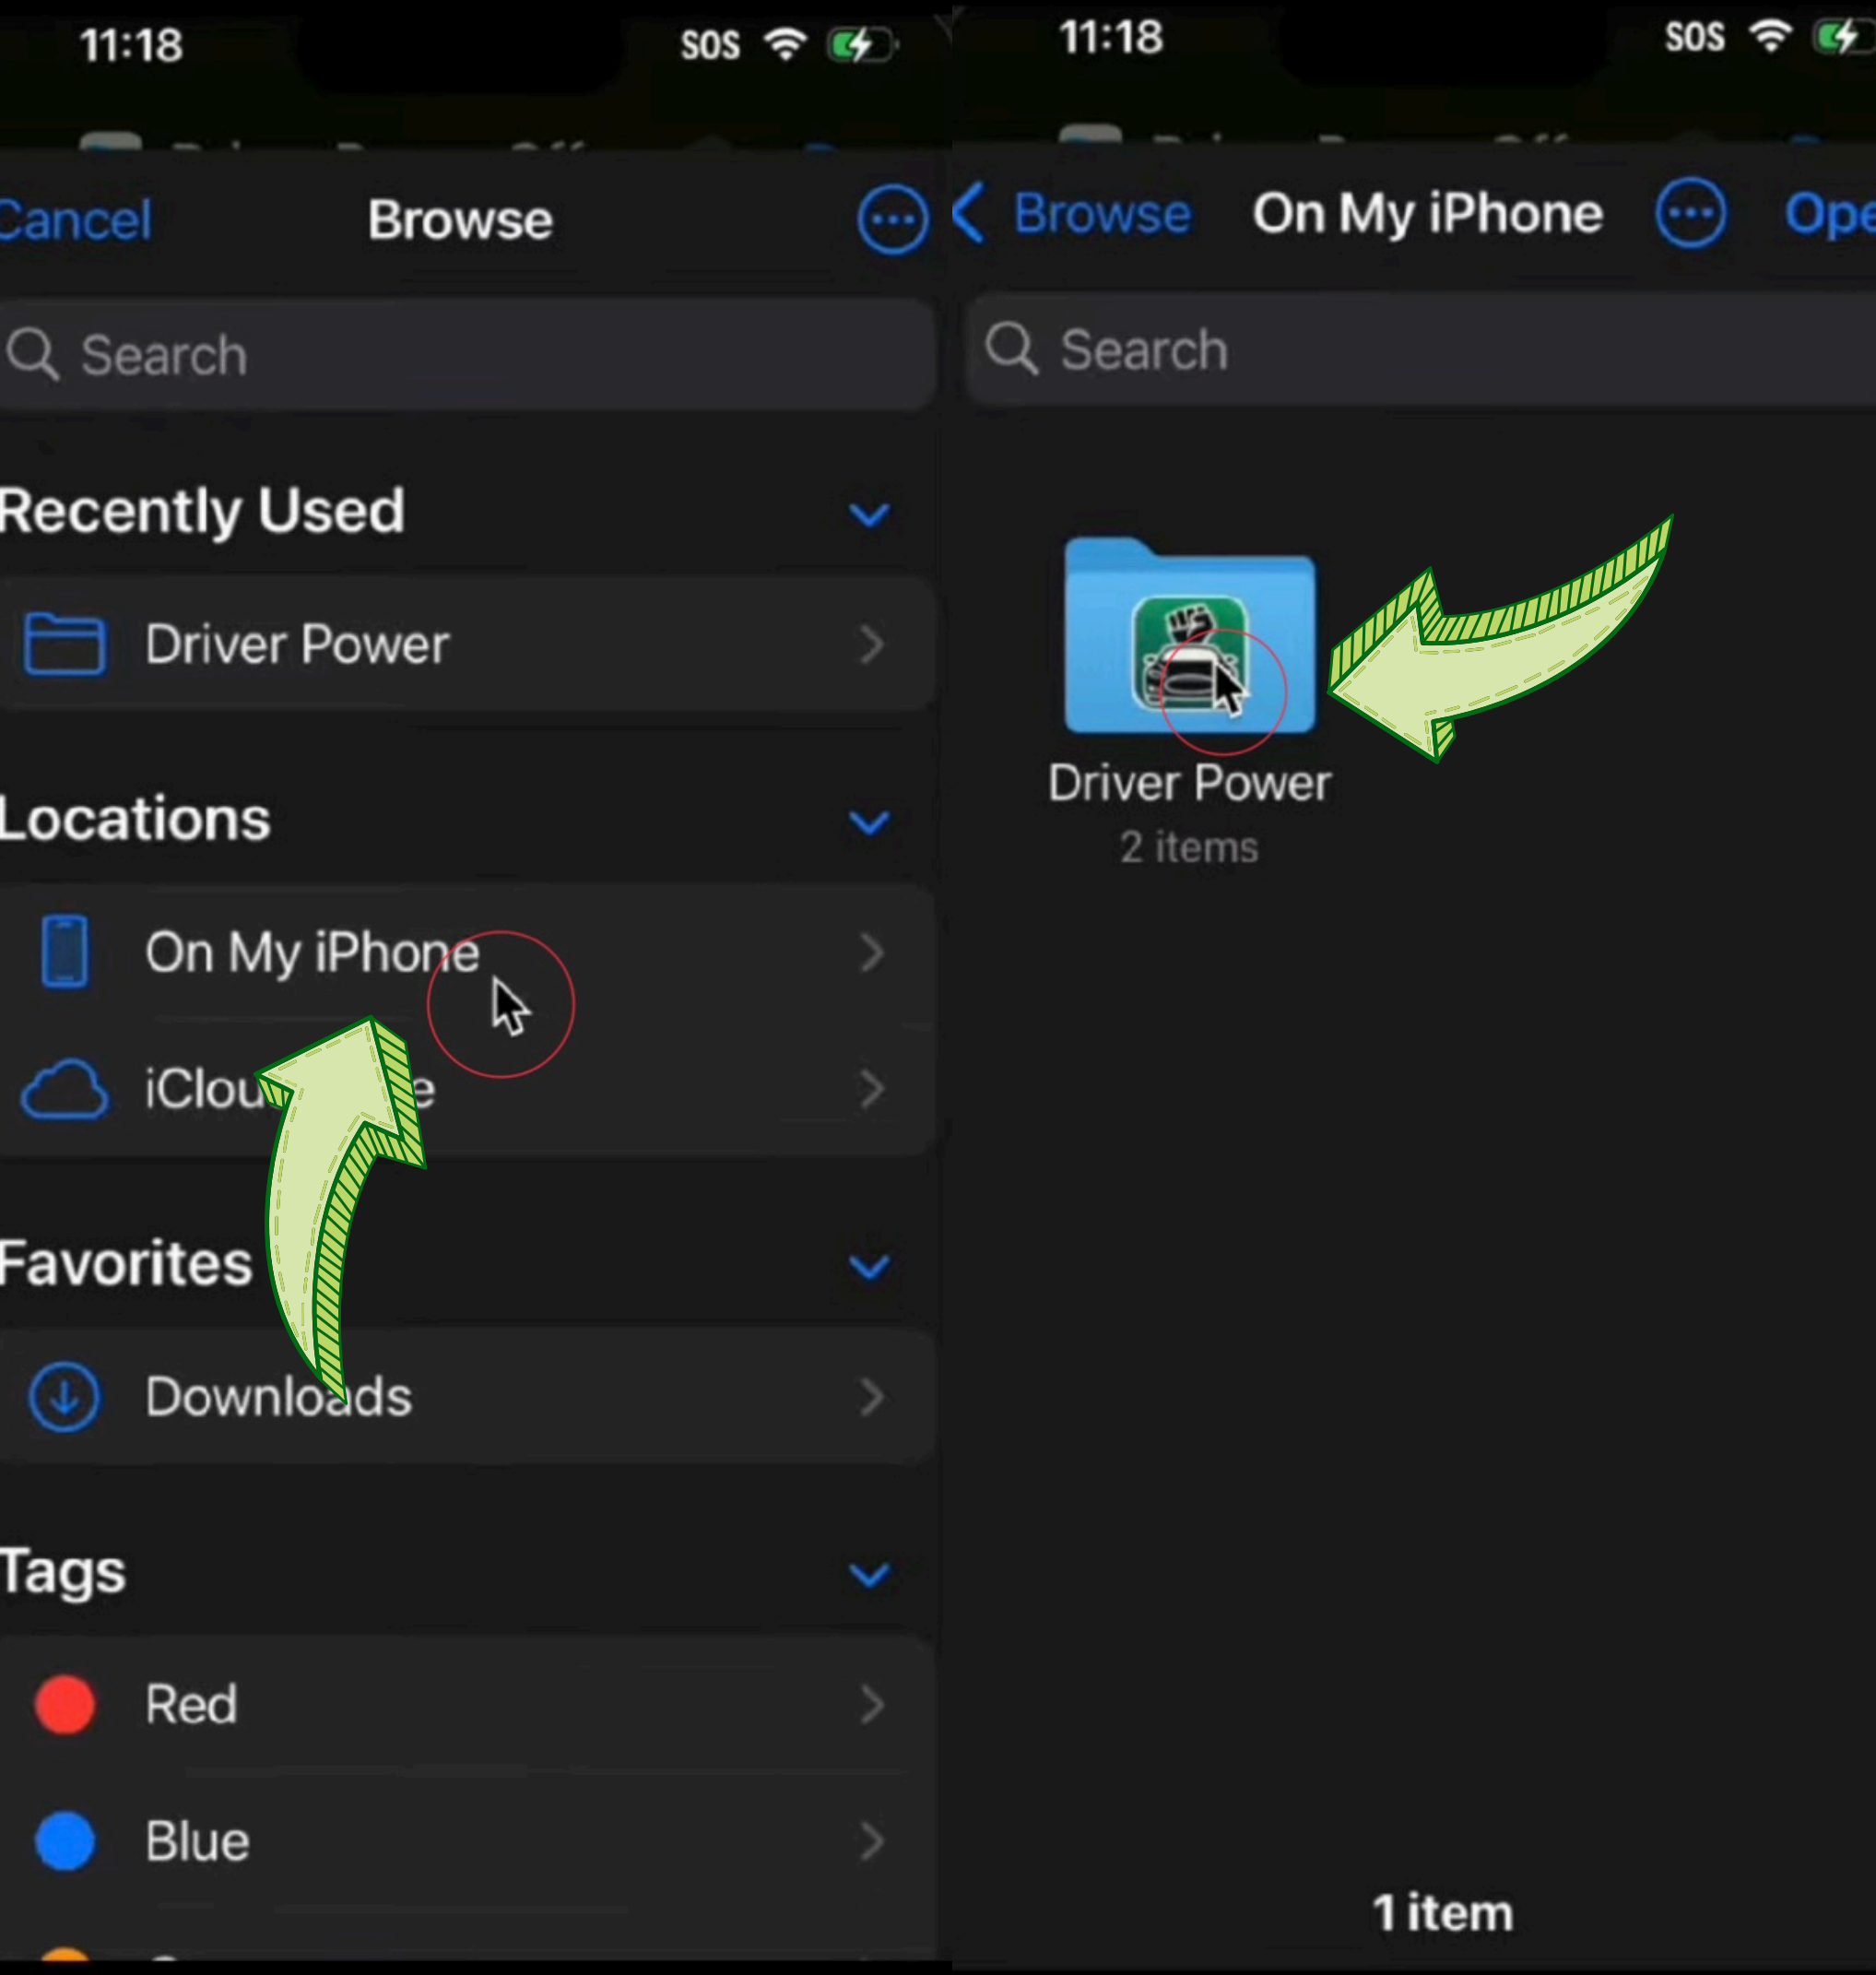 11:18
SOS
Cancel
Browse
Search
Recently Used
Driver Power
Locations
On My iPhone
Favorites
Downloads
Tags
Red
Blue
11:18
SOS
Browse
On My iPhone
Search
Driver Power
2 items
1 item